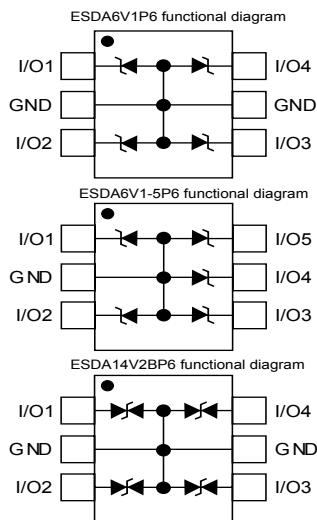 ESDA6V1P6 functional diagram
I/O1 I/O4
GND GND
I/O2 I/O3
ESDA6V1-5P6 functional diagram
I/O1 I/O5
GND I/O4
I/O2 I/O3
ESDA14V2BP6 functional diagram
I/O1 I/O4
GND GND
I/O2 I/O3